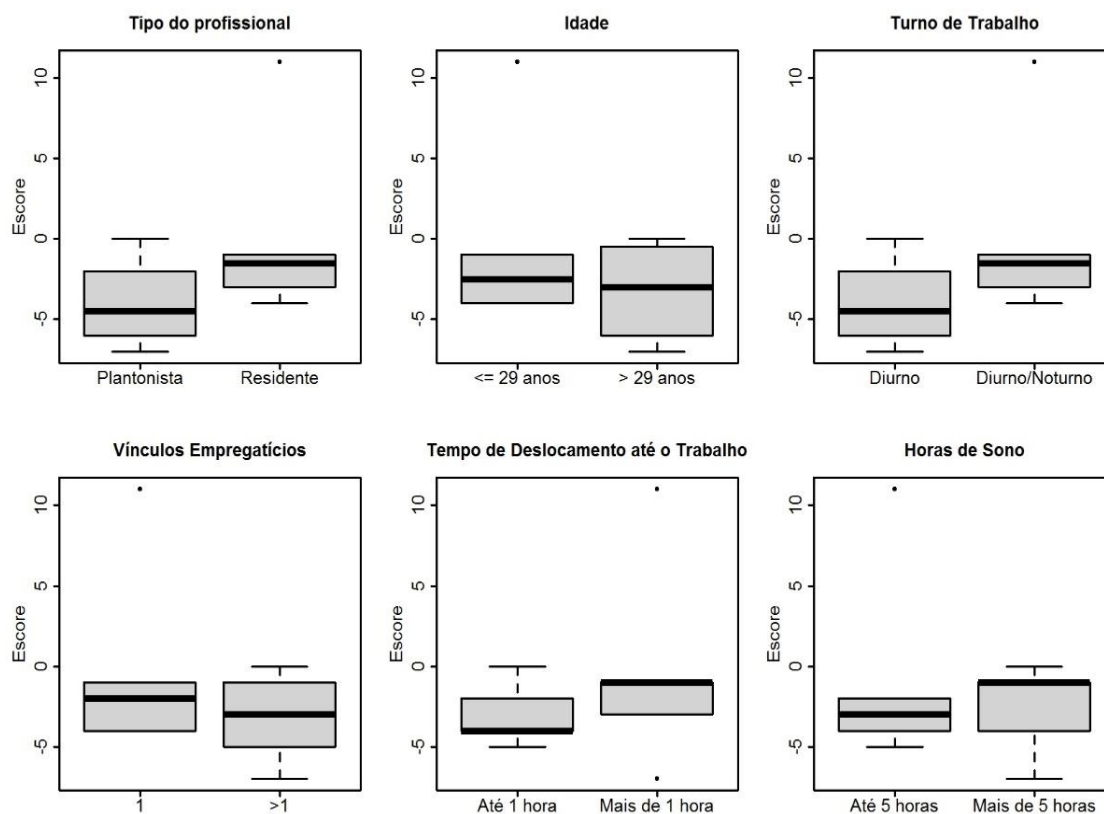 Tipo do profissional
Escore
10
5
0
-5
Plantonista Residente
Idade
Escore
10
5
0
-5
<= 29 anos > 29 anos
Turno de Trabalho
Escore
10
5
0
-5
Diurno Diurno/Noturno
Vínculos Empregatícios
Escore
10
5
0
-5
1 >1
Tempo de Deslocamento até o Trabalho
Escore
10
5
0
-5
Até 1 hora Mais de 1 hora
Horas de Sono
Escore
10
5
0
-5
Até 5 horas Mais de 5 horas